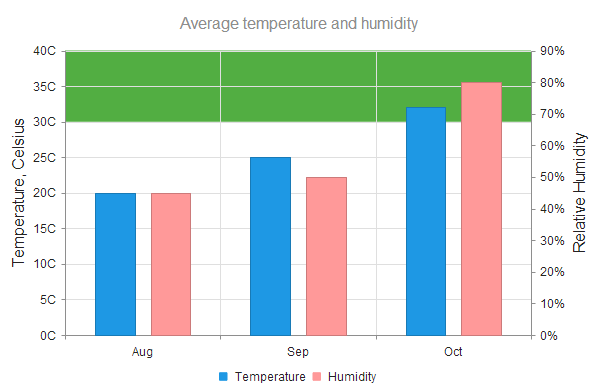 Average temperature and humidity
40C
35C
30C
25C
20C
15C
10C
5C
0C
Temperature, Celsius
90%
80%
70%
60%
50%
40%
30%
20%
10%
0%
Relative Humidity
Aug Sep Oct
Temperature Humidity